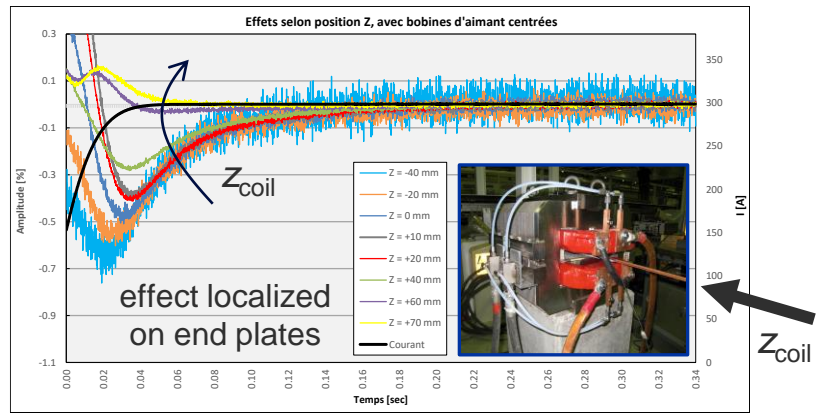 Effets selon position Z, avec bobines d'aimant centrées
0.3
0.1
-0.1
-0.3
-0.5
-0.7
-0.9
-1.1
Amplitude [%]
350
300
250
200
150
100
50
0
I [A]
z coil
effect localized
on end plates
Z = -40 mm
Z = -20 mm
Z = 0 mm
Z = +10 mm
Z = +20 mm
Z = +40 mm
Z = +60 mm
Z = +70 mm
Courant
z coil
0.00 0.02 0.04 0.06 0.08 0.10 0.12 0.14 0.16 0.18 0.20 0.22 0.24 0.26 0.28 0.30 0.32 0.34
Temps [sec]